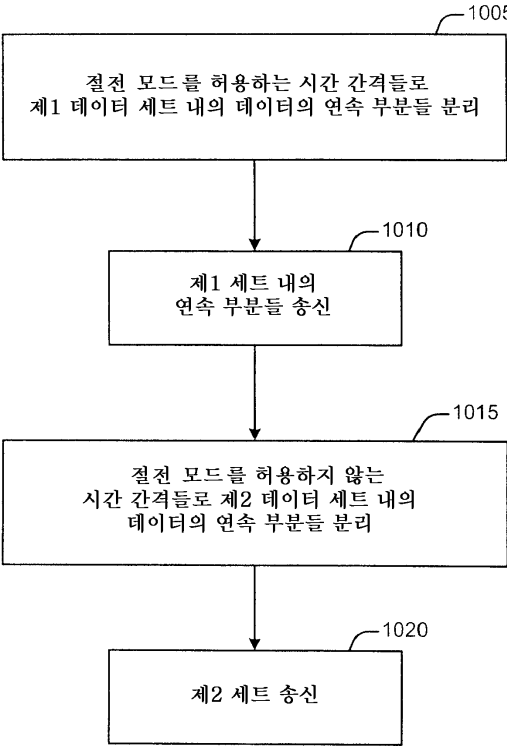 1005
절전 모드를 허용하는 시간 간격들로
제1 데이터 세트 내의 데이터의 연속 부분들 분리
1010
제1 세트 내의
연속 부분들 송신
1015
절전 모드를 허용하지 않는
시간 간격들로 제2 데이터 세트 내의
데이터의 연속 부분들 분리
1020
제2 세트 송신